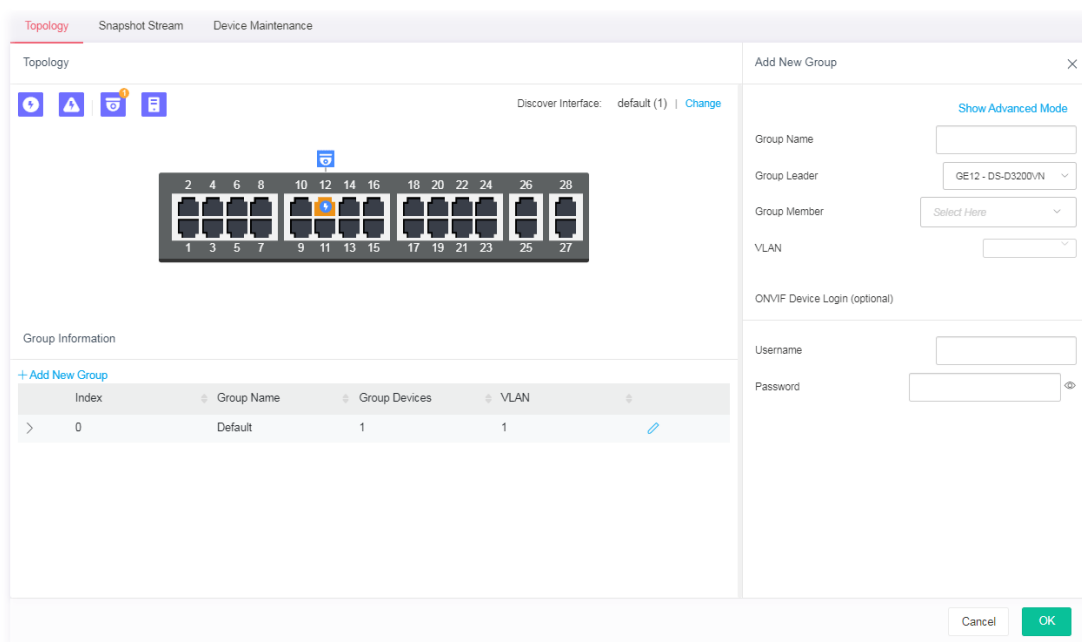 Topology Snapshot Stream Device Maintenance
Topology
1
Discover Interface: default (1) | Change
2 4 6 8 10 12 14 16 18 20 22 24 26 28
1 3 5 7 9 11 13 15 17 19 21 23 25 27
Group Information
+ Add New Group
Index Group Name Group Devices VLAN
0 Default 1 1
Add New Group
Show Advanced Mode
Group Name
Group Leader GE12 - DS-D3200VN
Group Member Select Here
VLAN
ONVIF Device Login (optional)
Username
Password
Cancel OK